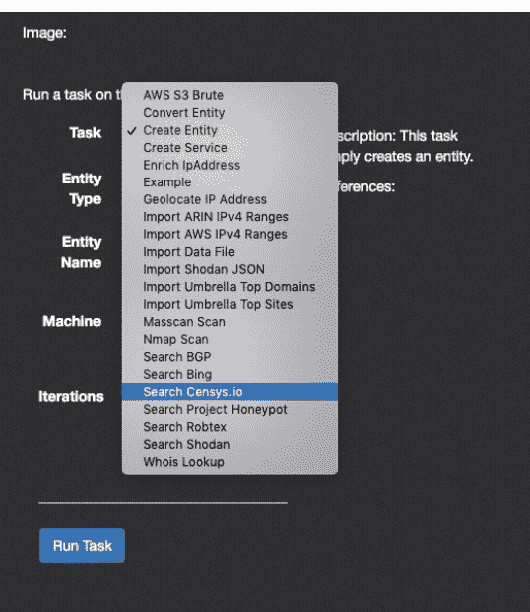 Image:
Run a task on t
Task
Entity
Type
Entity
Name
Machine
Iterations
AWS S3 Brute
Convert Entity
✓ Create Entity
Create Service
Enrich IpAddress
Example
Geolocate IP Address
Import ARIN IPv4 Ranges
Import AWS IPv4 Ranges
Import Data File
Import Shodan JSON
Import Umbrella Top Domains
Import Umbrella Top Sites
Masscan Scan
Nmap Scan
Search BGP
Search Bing
Search Censys.io
Search Project Honeypot
Search Robtex
Search Shodan
Whois Lookup
scription: This task
nply creates an entity.
ferences:
Run Task